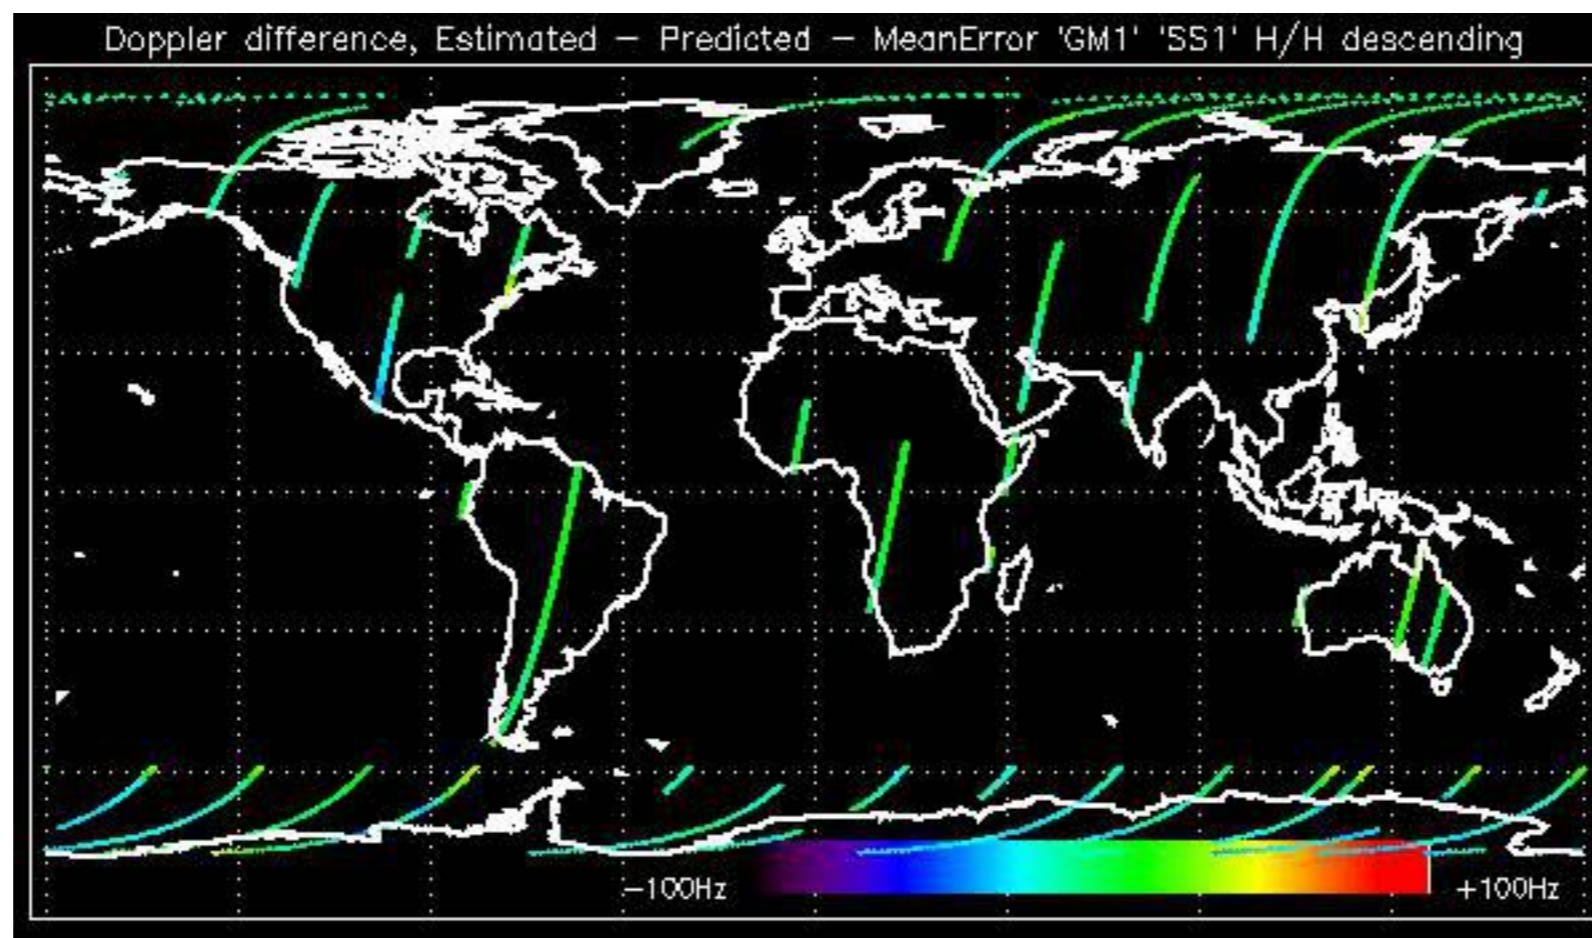 Doppler difference, Estimated – Predicted – MeanError 'GM1' 'SS1' H/H descending
–100Hz
+100Hz